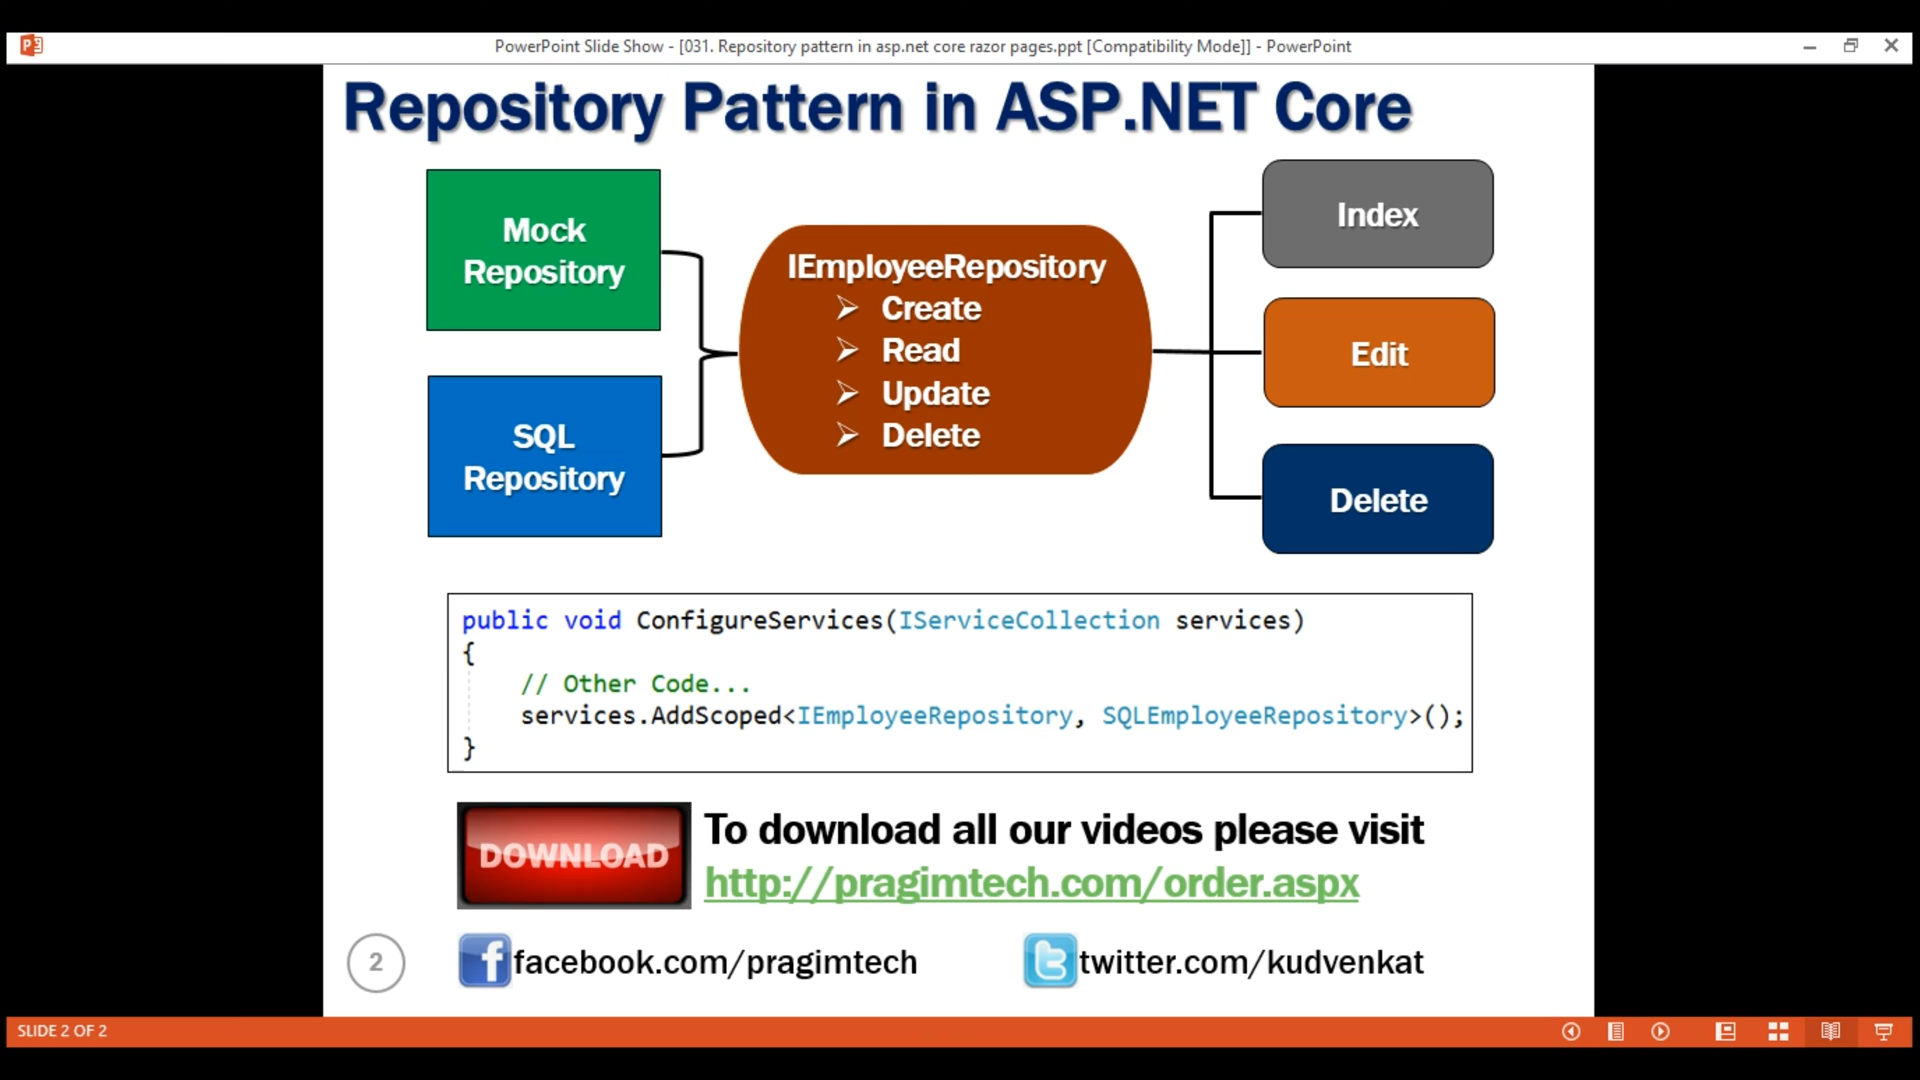 PowerPoint Slide Show - [031. Repository pattern in asp.net core razor pages.ppt [Compatibility Mode]] - PowerPoint
Repository Pattern in ASP.NET Core
Mock
Repository
SQL
Repository
IEmployeeRepository
Create
Read
Update
Delete
Index
Edit
Delete
public void ConfigureServices(IServiceCollection services)
{
// Other Code...
services.AddScoped<IEmployeeRepository, SQLEmployeeRepository>();
}
DOWNLOAD
To download all our videos please visit
http://pragimtech.com/order.aspx
2
facebook.com/pragimtech
twitter.com/kudvenkat
SLIDE 2 OF 2